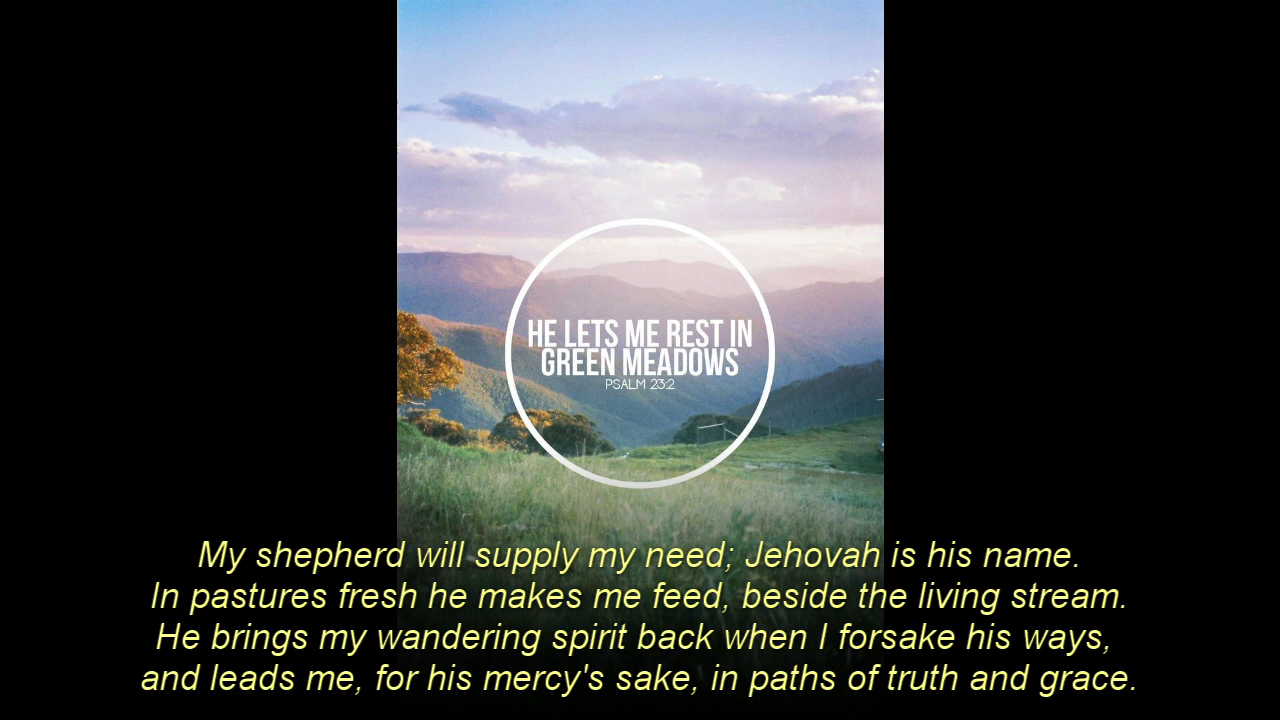 HE LETS ME REST IN
GREEN MEADOWS
PSALM 23:2
My shepherd will supply my need; Jehovah is his name.
In pastures fresh he makes me feed, beside the living stream.
He brings my wandering spirit back when I forsake his ways,
and leads me, for his mercy's sake, in paths of truth and grace.